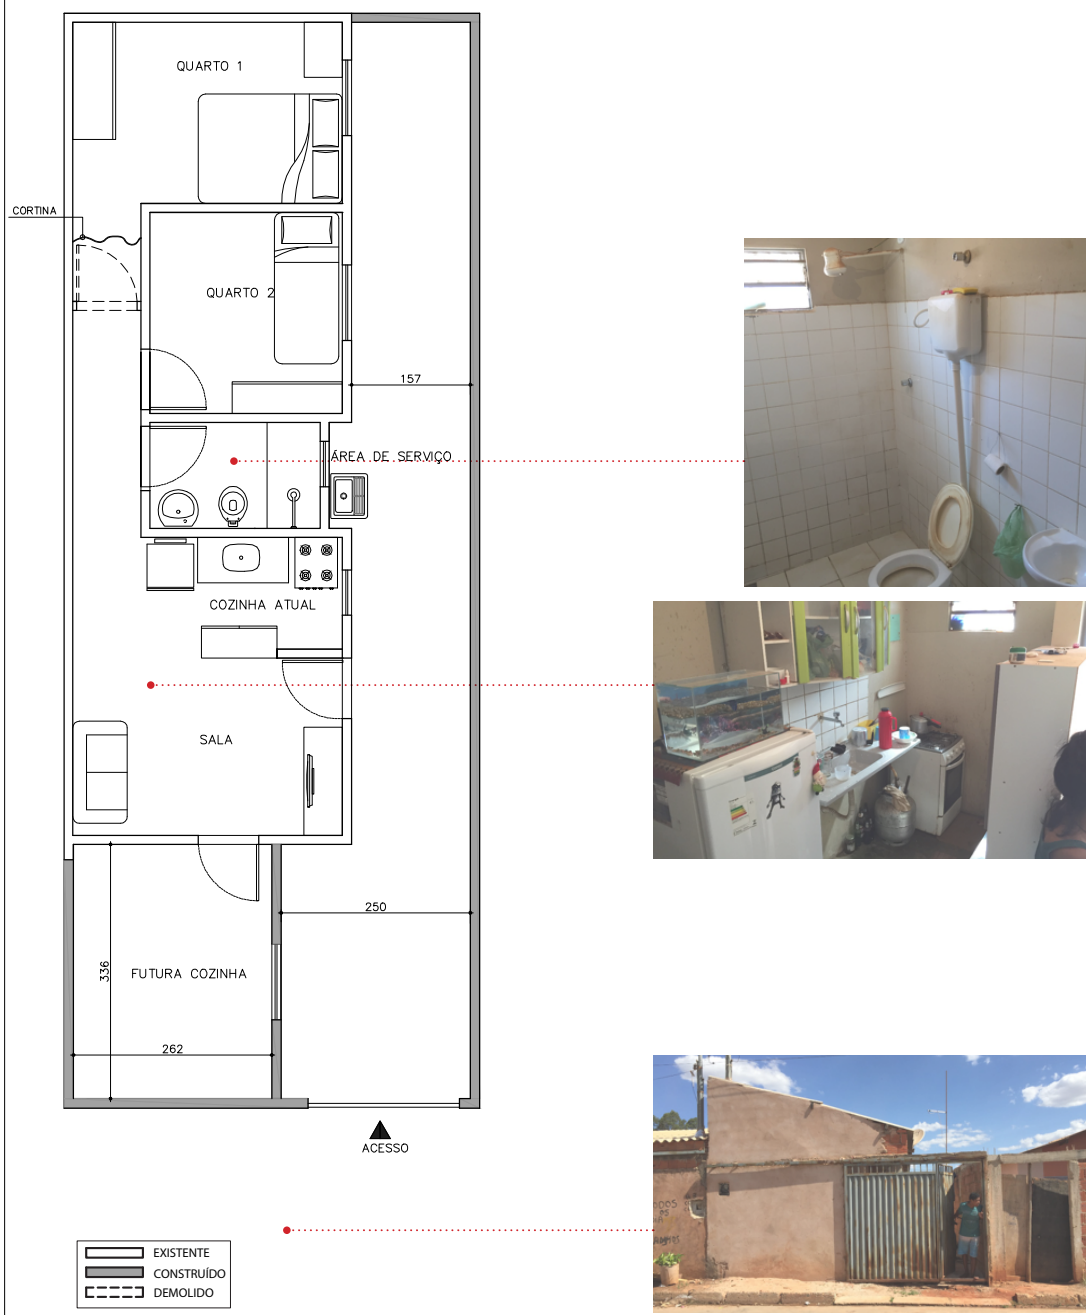 QUARTO 1
CORTINA
QUARTO 2
157
ÁREA DE SERVIÇO
COZINHA ATUAL
SALA
250
336
FUTURA COZINHA
262
ACESSO
EXISTENTE
CONSTRUÍDO
DEMOLIDO